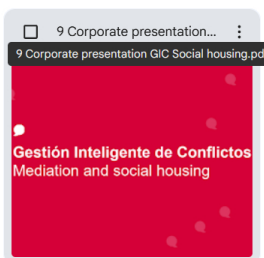 9 Corporate presentation...
9 Corporate presentation GIC Social housing.pd
Gestión Inteligente de Conflictos
Mediation and social housing